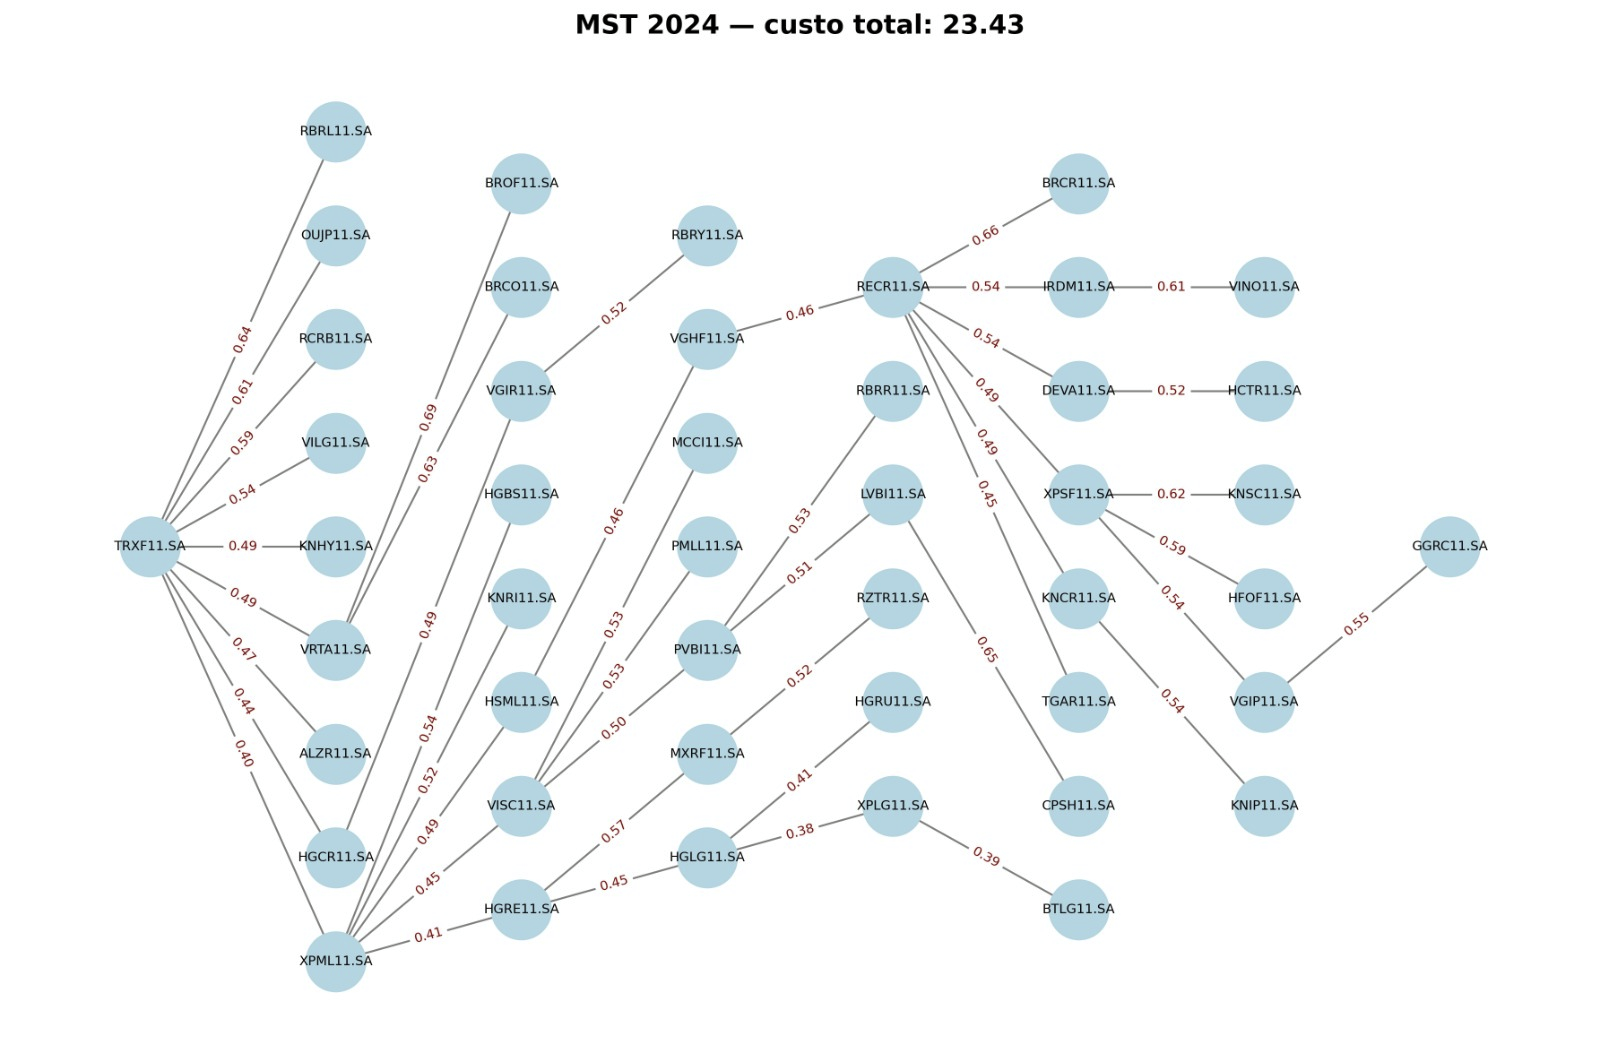 MST 2024 — custo total: 23.43
RBRL11.SA
BROF11.SA
BRCR11.SA
OUJP11.SA
RBRY11.SA
BRCO11.SA
RECR11.SA
IRDM11.SA
VINO11.SA
RCRB11.SA
VGHF11.SA
VGIR11.SA
RBRR11.SA
DEVA11.SA
HCTR11.SA
VILG11.SA
MCCI11.SA
HGBS11.SA
LVBI11.SA
XPSF11.SA
KNSC11.SA
TRXF11.SA
KNHY11.SA
PMLL11.SA
GGRC11.SA
KNRI11.SA
RZTR11.SA
KNCR11.SA
HFOF11.SA
VRTA11.SA
PVBI11.SA
HSML11.SA
HGRU11.SA
TGAR11.SA
VGIP11.SA
ALZR11.SA
MXRF11.SA
VISC11.SA
XPLG11.SA
CPSH11.SA
KNIP11.SA
HGCR11.SA
HGLG11.SA
HGRE11.SA
BTLG11.SA
XPML11.SA
0.64
0.61
0.59
0.54
0.49
0.49
0.47
0.44
0.40
0.69
0.63
0.49
0.54
0.52
0.49
0.45
0.41
0.52
0.46
0.53
0.53
0.50
0.57
0.45
0.46
0.53
0.51
0.52
0.41
0.38
0.66
0.54
0.54
0.49
0.49
0.45
0.65
0.39
0.61
0.52
0.62
0.59
0.54
0.54
0.55